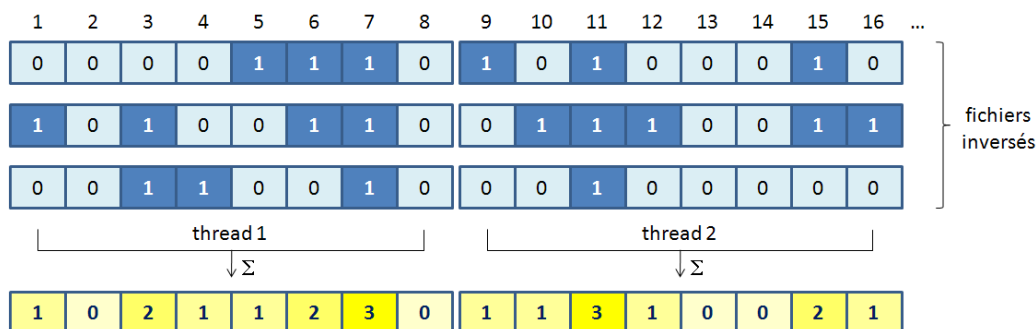 1 2 3 4 5 6 7 8 9 10 11 12 13 14 15 16 ...
0 0 0 0 1 1 1 0 1 0 1 0 0 0 1 0
1 0 1 0 0 1 1 0 0 1 1 1 0 0 1 1
fichiers
inversés
0 0 1 1 0 0 1 0 0 0 1 0 0 0 0 0
thread 1 thread 2
Σ Σ
1 0 2 1 1 2 3 0 1 1 3 1 0 0 2 1